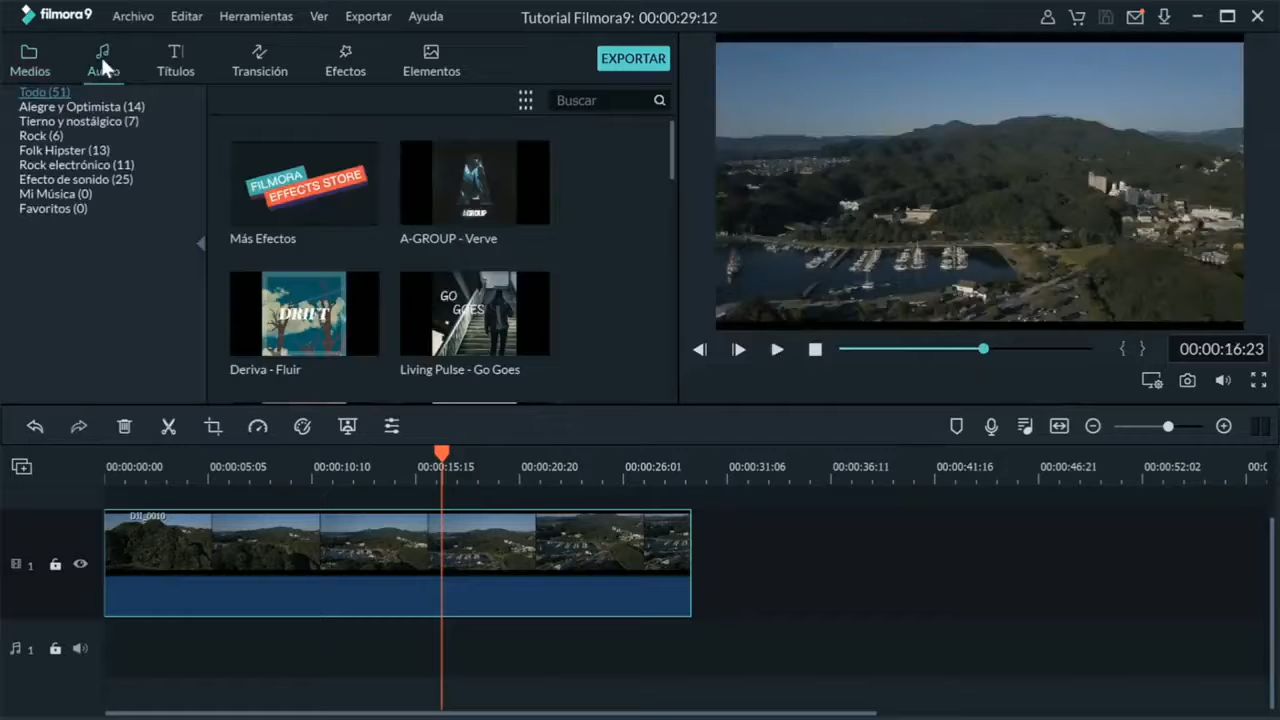 filmora9 Archivo Editar Herramientas Ver Exportar Ayuda Tutorial Filmora9: 00:00:29:12
Medios Audio Títulos Transición Efectos Elementos EXPORTAR
Todo (51)
Alegre y Optimista (14)
Tierno y nostálgico (7)
Rock (6)
Folk Hipster (13)
Rock electrónico (11)
Efecto de sonido (25)
Mi Música (0)
Favoritos (0)
Buscar
FILMORA
EFFECTS STORE
AGROUP
Más Efectos A-GROUP - Verve
DRIFT
GO
GOES
Deriva - Fluir Living Pulse - Go Goes
{ } 00:00:16:23
00:00:00:00 00:00:05:05 00:00:10:10 00:00:15:15 00:00:20:20 00:00:26:01 00:00:31:06 00:00:36:11 00:00:41:16 00:00:46:21 00:00:52:02 00:0
DJI_0010
1
1